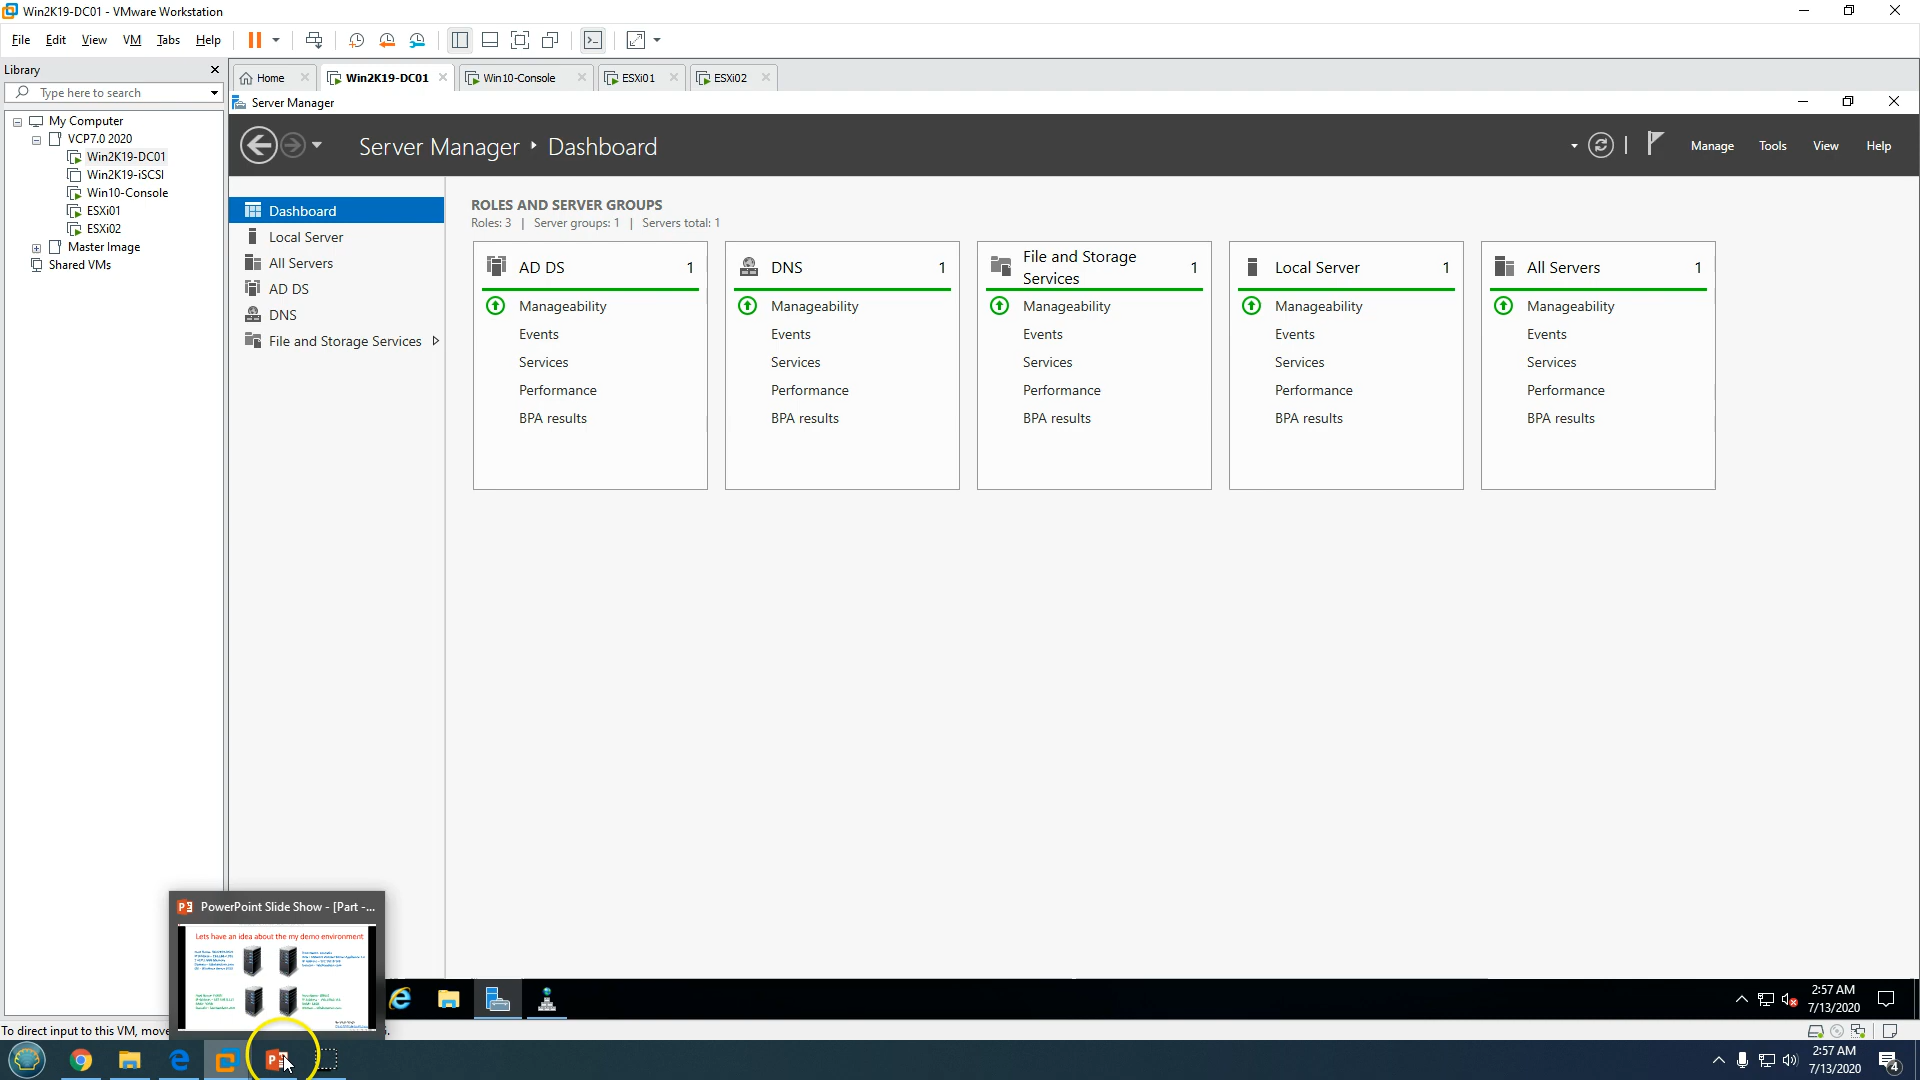 Win2K19-DC01 - VMware Workstation
File Edit View VM Tabs Help
Library
Type here to search
My Computer
VCP7.0 2020
Win2K19-DC01
Win2K19-iSCSI
Win10-Console
ESXi01
ESXi02
Master Image
Shared VMs
Home Win2K19-DC01 Win10-Console ESXi01 ESXi02
Server Manager
Server Manager Dashboard
Manage Tools View Help
Dashboard
Local Server
All Servers
AD DS
DNS
File and Storage Services
ROLES AND SERVER GROUPS
Roles: 3 | Server groups: 1 | Servers total: 1
AD DS 1
Manageability
Events
Services
Performance
BPA results
DNS 1
Manageability
Events
Services
Performance
BPA results
File and Storage
Services 1
Manageability
Events
Services
Performance
BPA results
Local Server 1
Manageability
Events
Services
Performance
BPA results
All Servers 1
Manageability
Events
Services
Performance
BPA results
PowerPoint Slide Show - [Part -...
Lets have an idea about the my demo environment
2:57 AM
7/13/2020
To direct input to this VM, move
2:57 AM
7/13/2020
4